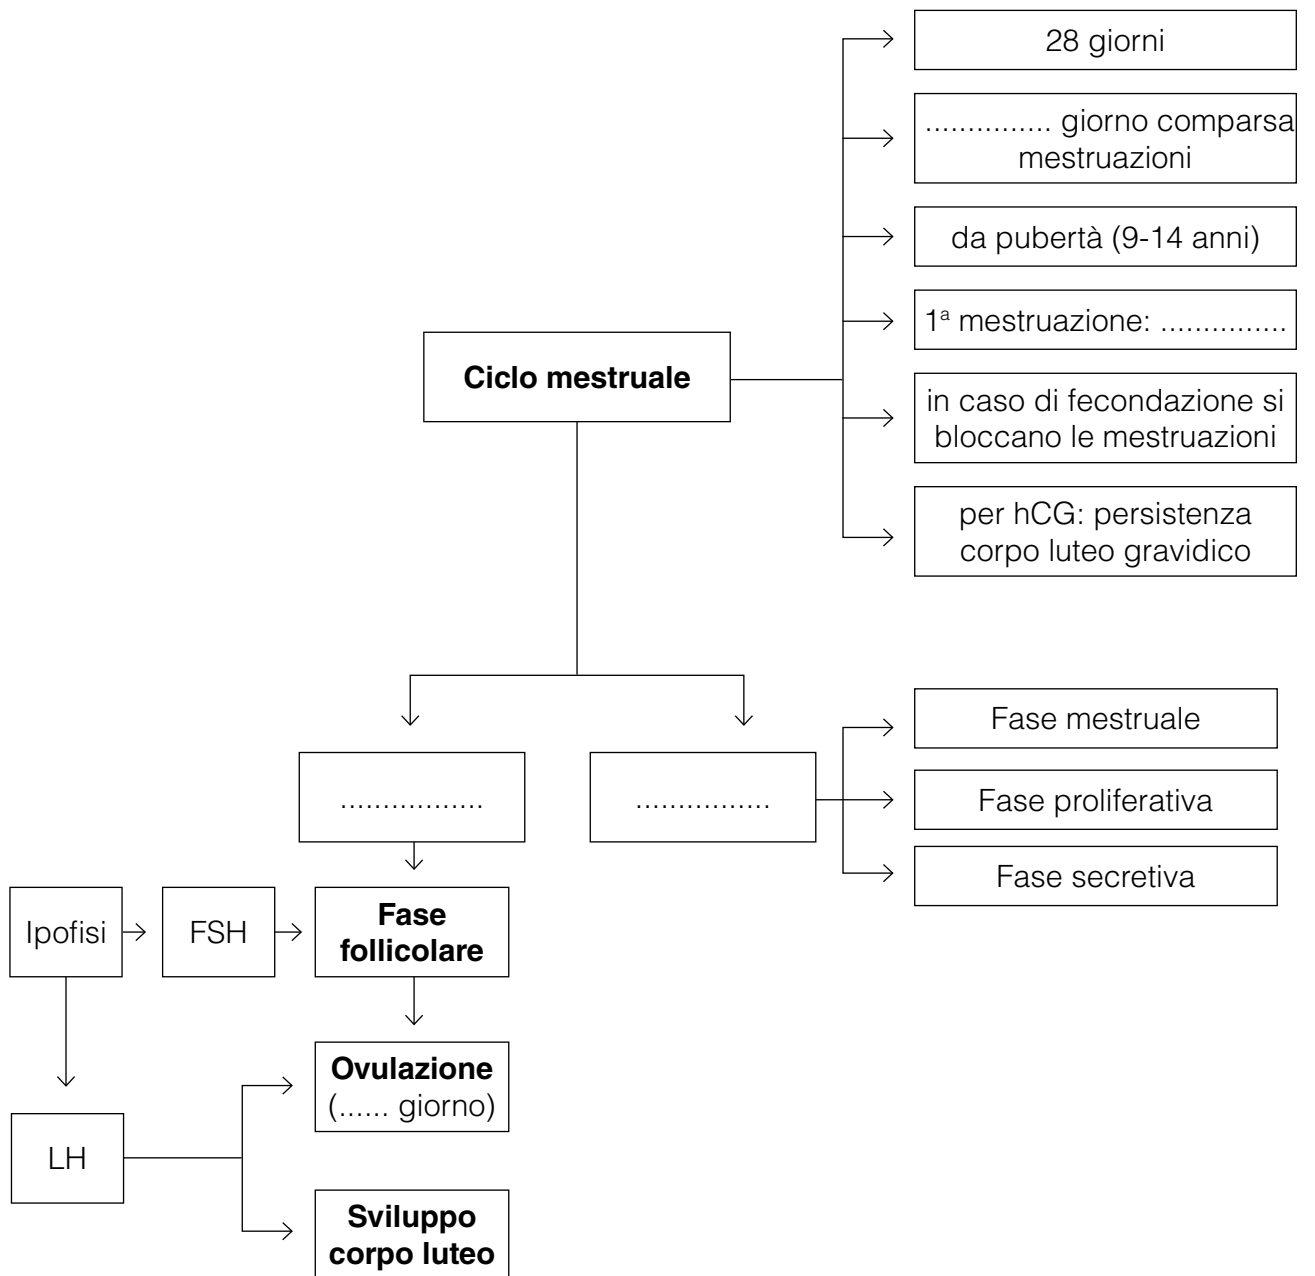 28 giorni
............... giorno comparsa
mestruazioni
da pubertà (9-14 anni)
1ª mestruazione: ...............
Ciclo mestruale
in caso di fecondazione si
bloccano le mestruazioni
per hCG: persistenza
corpo luteo gravidico
.................
................
Fase mestruale
Fase proliferativa
Fase secretiva
Ipofisi
FSH
Fase
follicolare
Ovulazione
(...... giorno)
LH
Sviluppo
corpo luteo